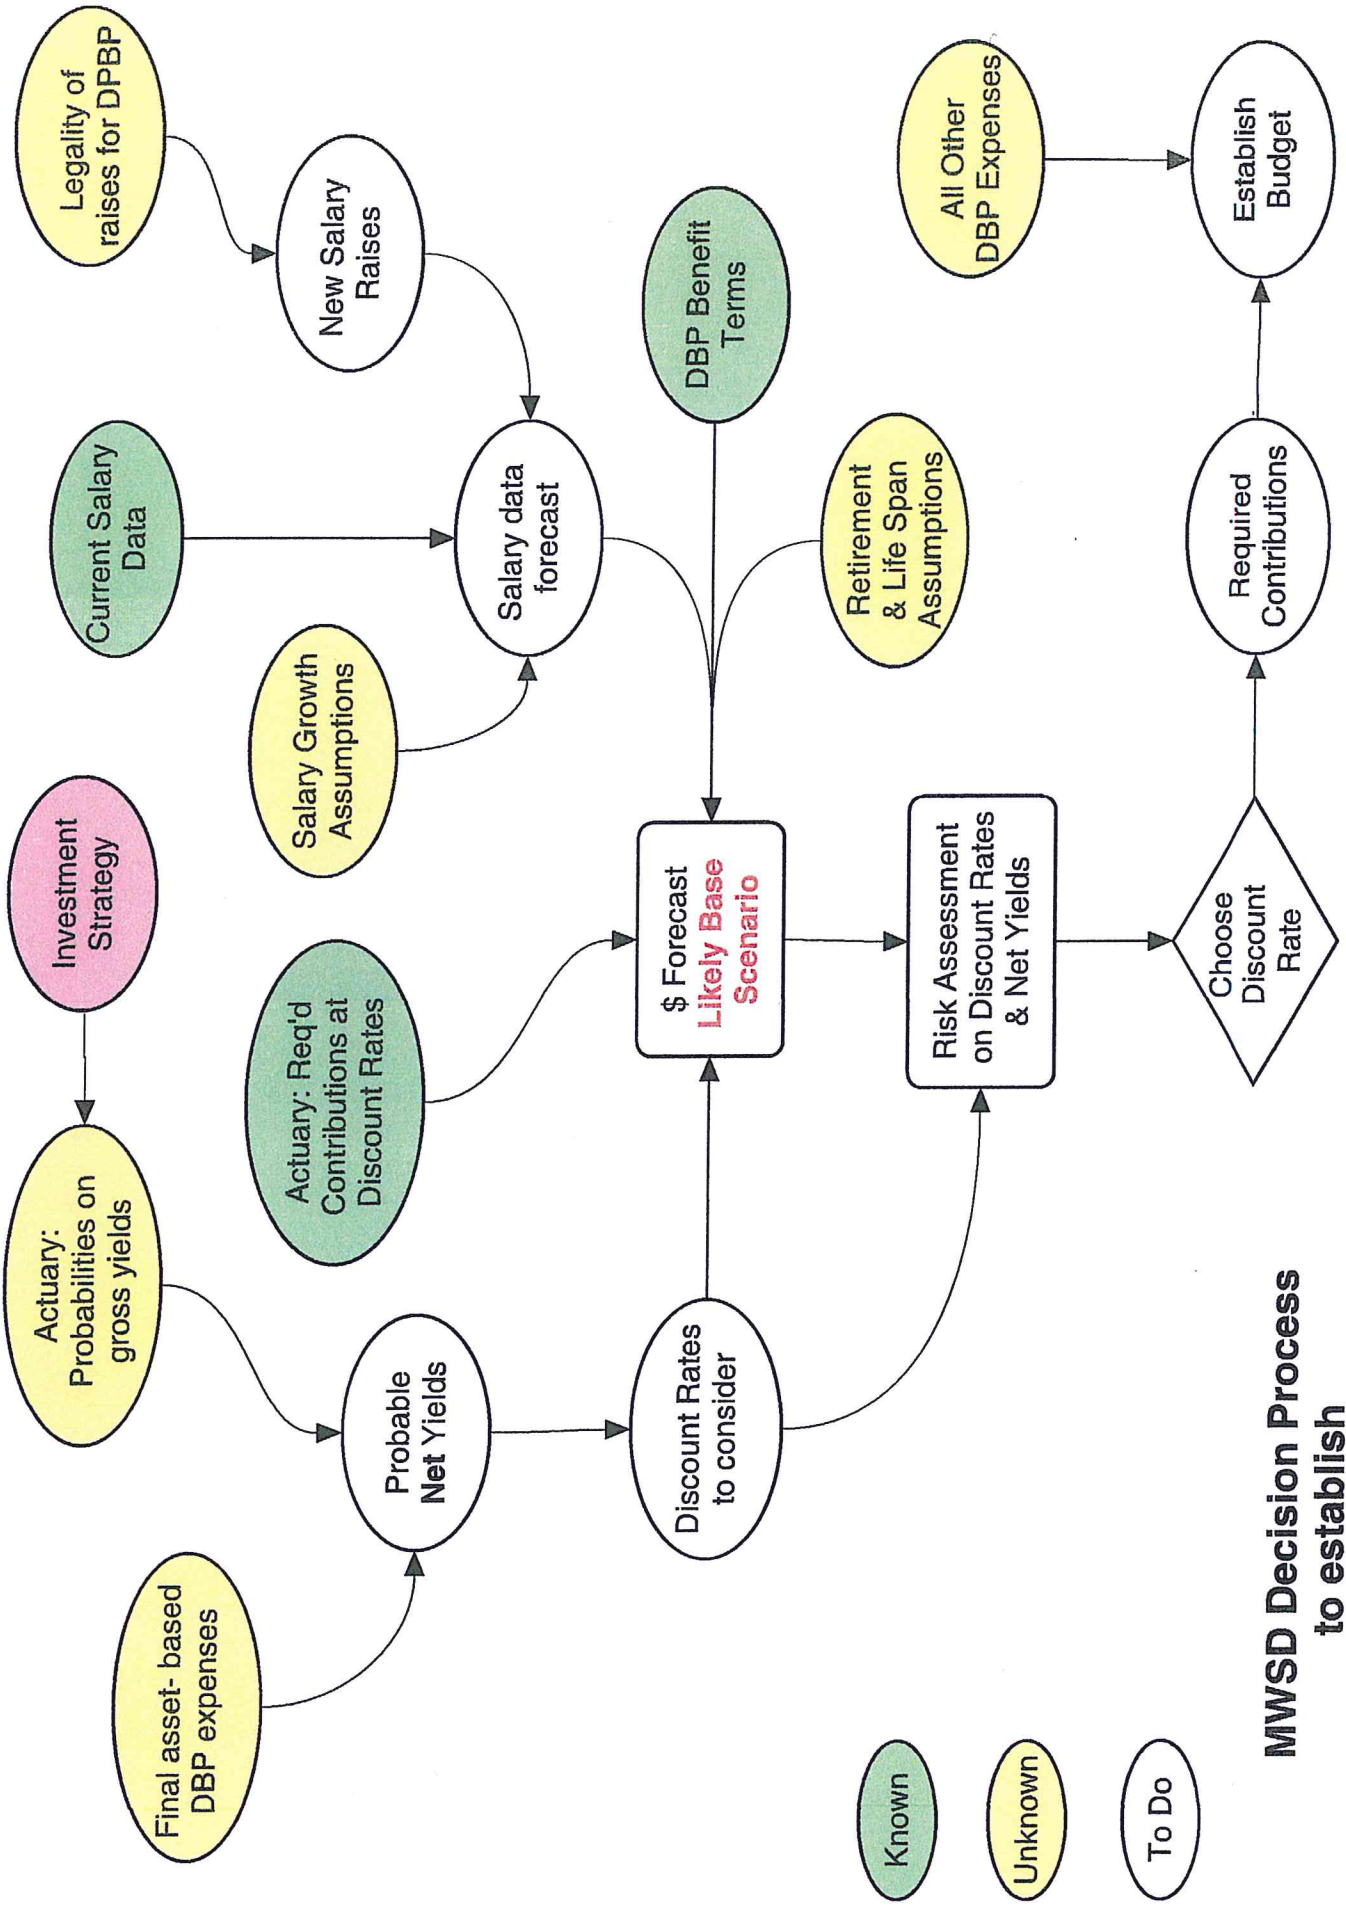 Investment
Strategy
Legality of
raises for DPBP
Actuary:
Probabilities on
gross yields
Current Salary
Data
Final asset- based
DBP expenses
Salary Growth
Assumptions
New Salary
Raises
Actuary: Req'd
Contributions at
Discount Rates
Probable
Net Yields
Salary data
forecast
Discount Rates
to consider
$ Forecast
Likely Base
Scenario
DBP Benefit
Terms
Retirement
& Life Span
Assumptions
Risk Assessment
on Discount Rates
& Net Yields
All Other
DBP Expenses
Known
Unknown
To Do
Choose
Discount
Rate
Required
Contributions
Establish
Budget
MWSD Decision Process
to establish